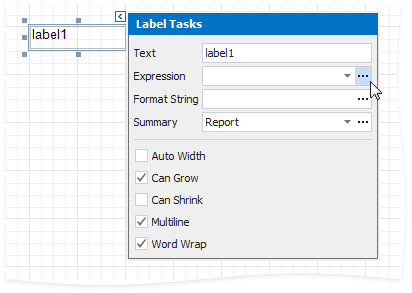 label1
Label Tasks
Text label1
Expression
Format String
Summary Report
Auto Width
Can Grow
Can Shrink
Multiline
Word Wrap